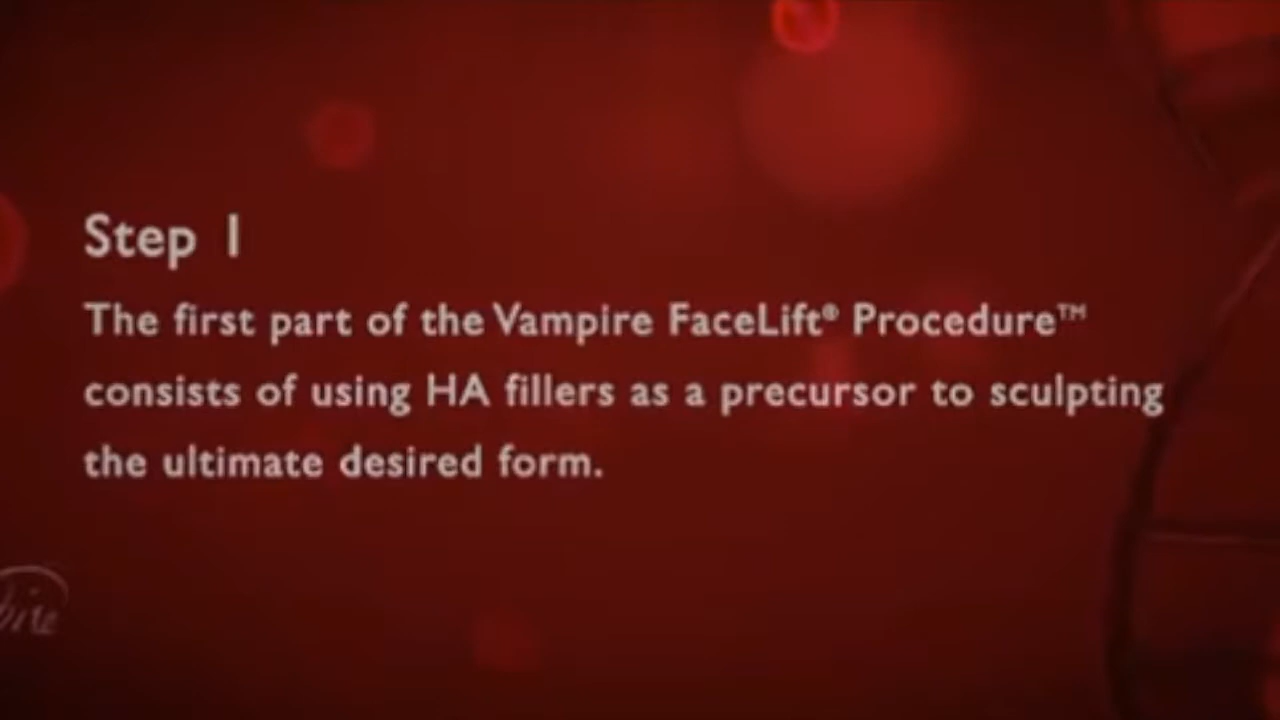 Step 1
The first part of the Vampire FaceLift® Procedure™
consists of using HA fillers as a precursor to sculpting
the ultimate desired form.